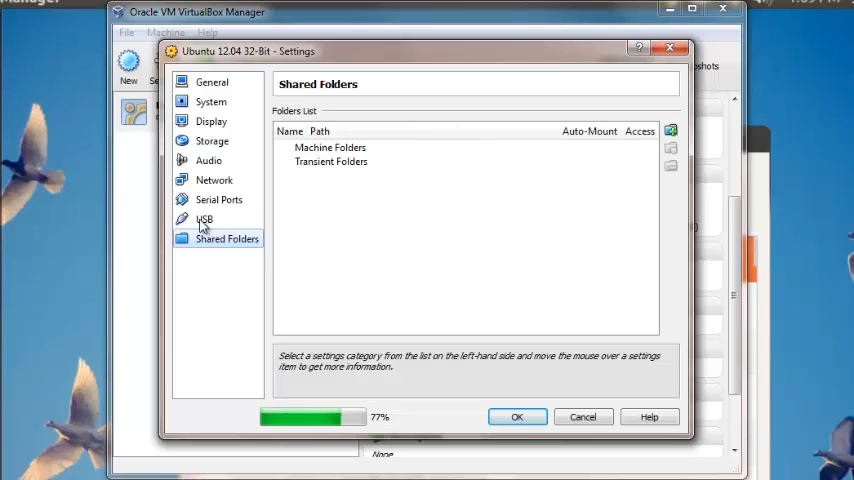 Oracle VM VirtualBox Manager
File Machine Help
Ubuntu 12.04 32-Bit - Settings
New
General
System
Display
Storage
Audio
Network
Serial Ports
USB
Shared Folders
Shared Folders
Folders List
Name Path Auto-Mount Access
Machine Folders
Transient Folders
Select a settings category from the list on the left-hand side and move the mouse over a settings
item to get more information.
77%
OK
Cancel
Help
None